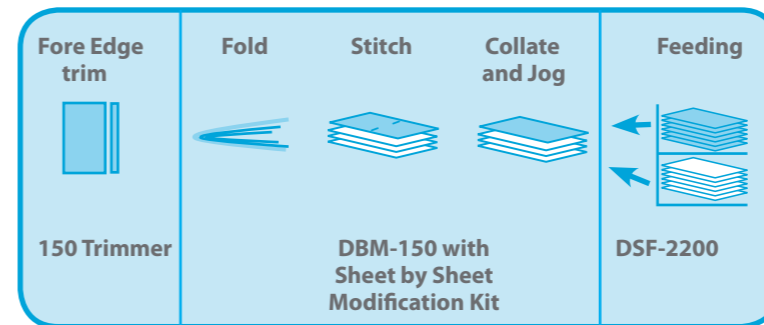 Fore Edge
trim
Fold
Stitch
Collate
and Jog
Feeding
150 Trimmer
DBM-150 with
Sheet by Sheet
Modification Kit
DSF-2200